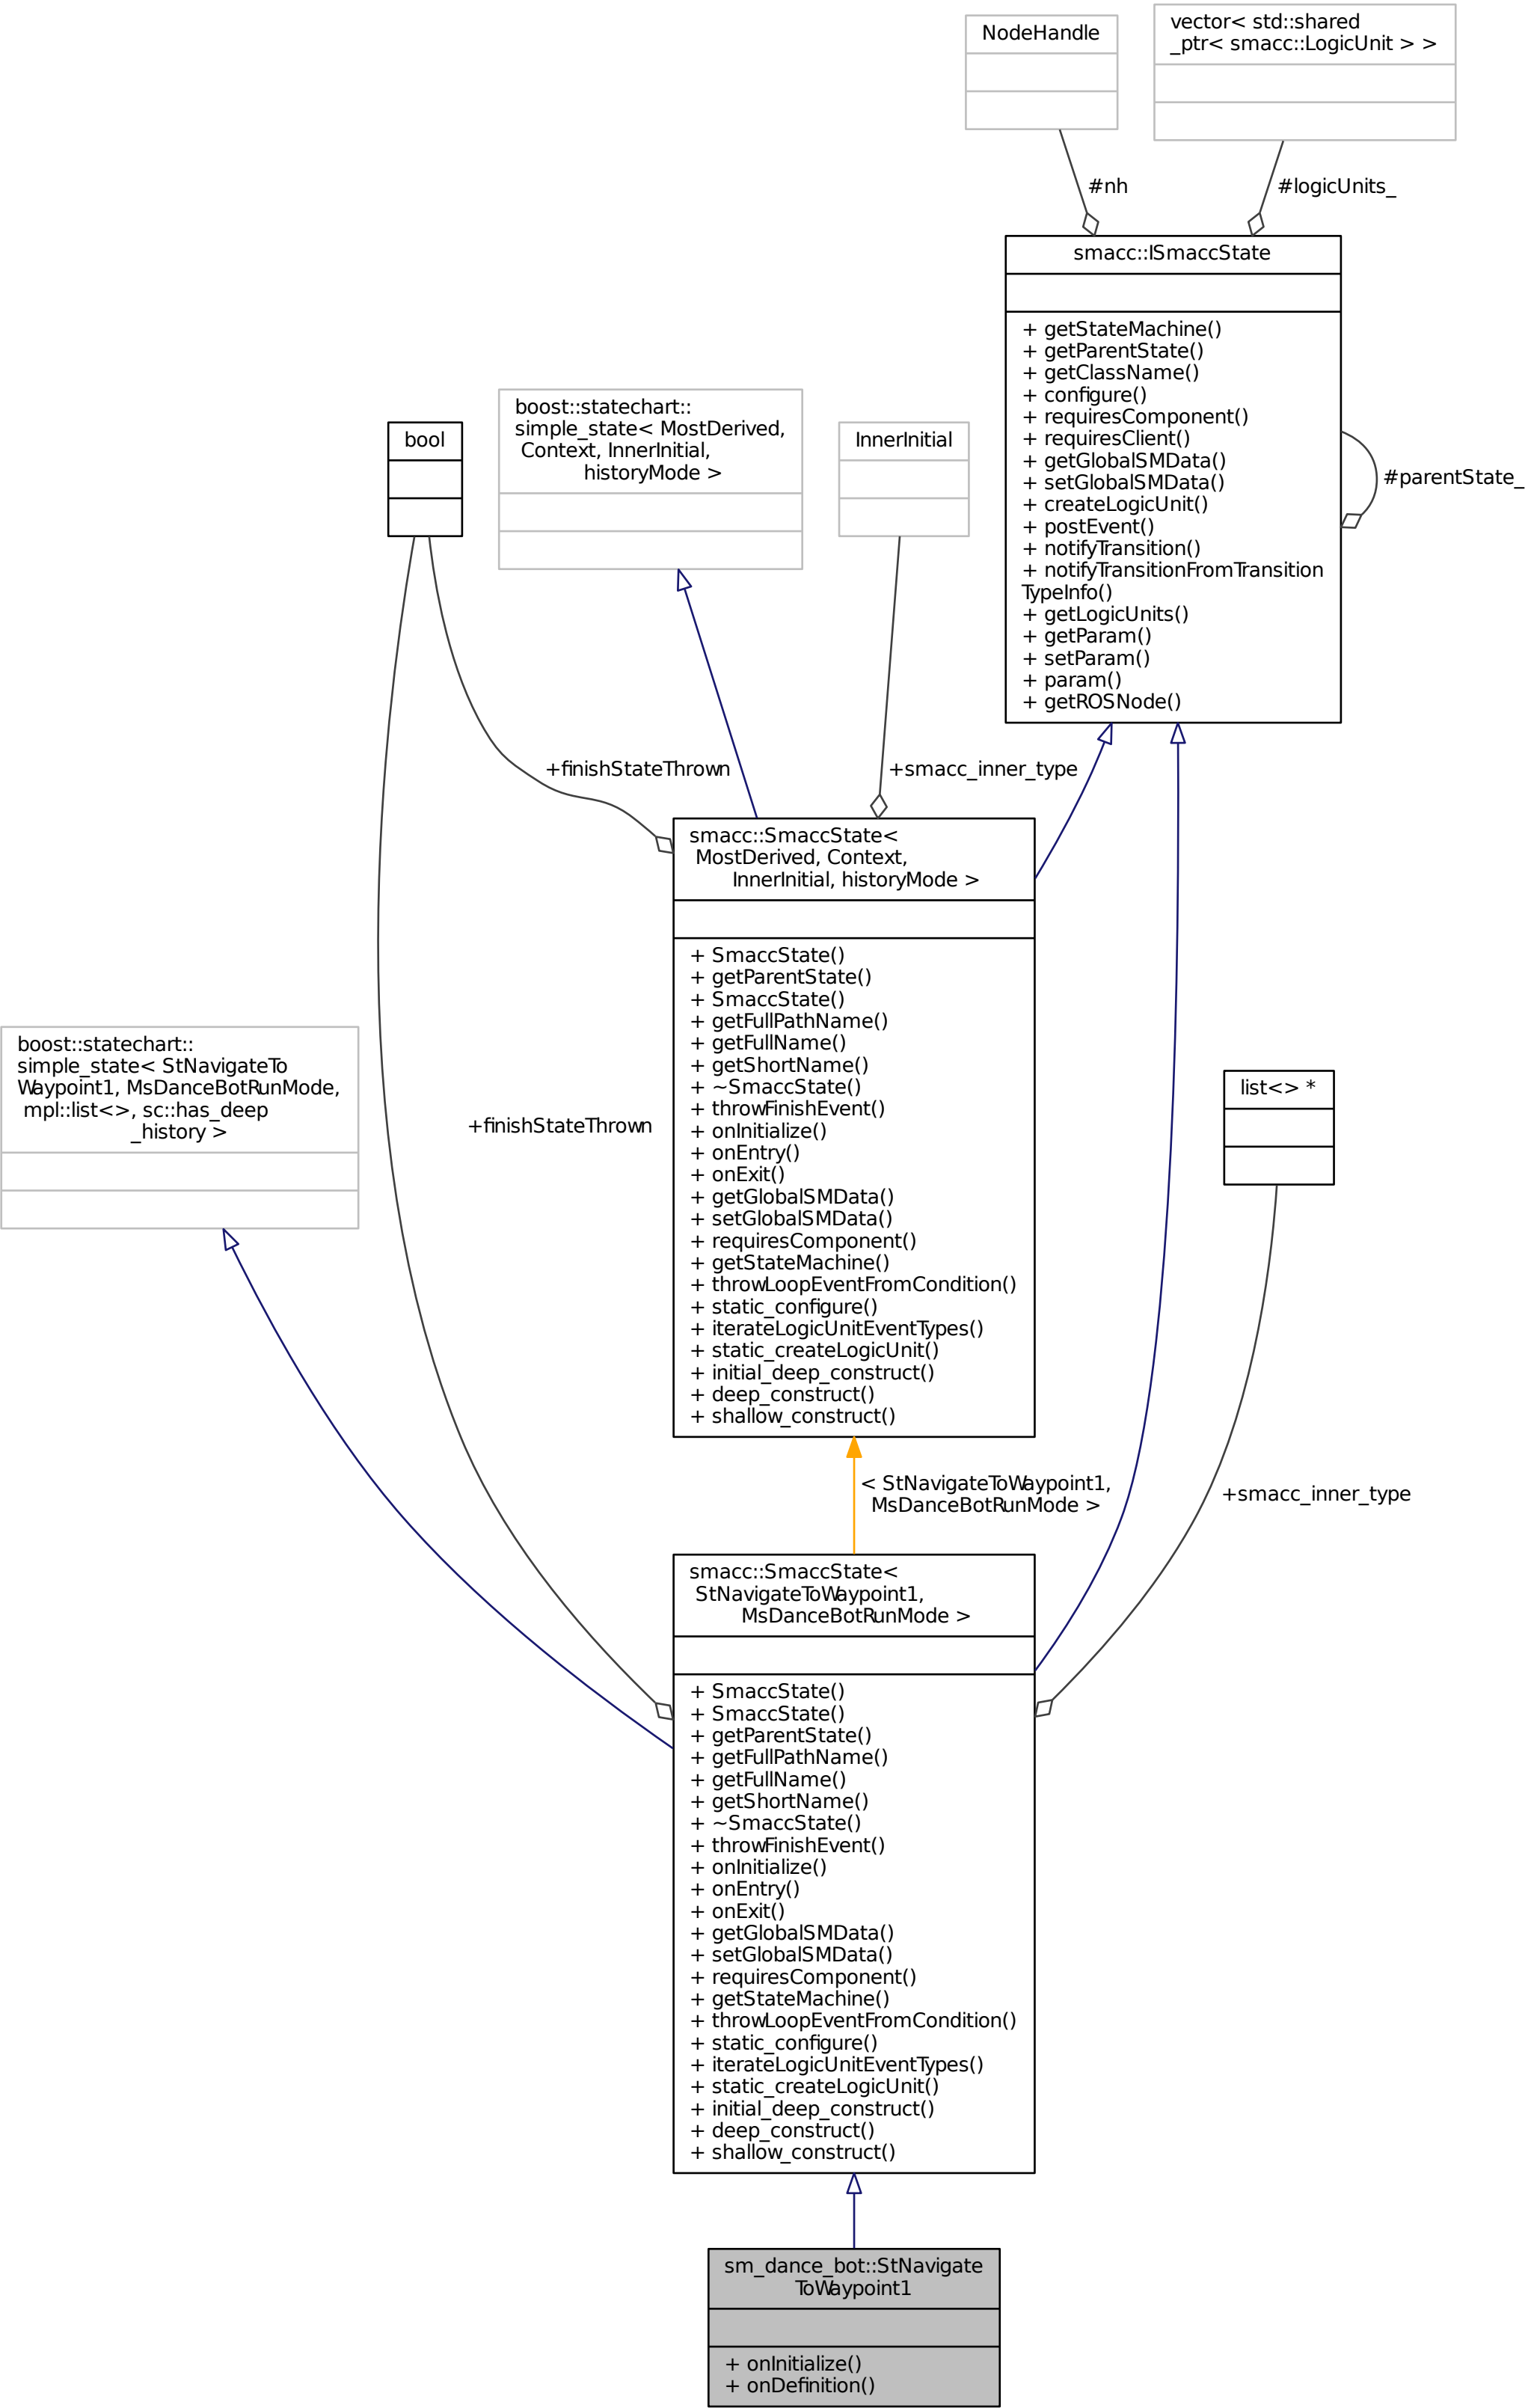 NodeHandle
vector< std::shared
_ptr< smacc::LogicUnit > >
#nh
#logicUnits_
smacc::ISmaccState
+ getStateMachine()
+ getParentState()
+ getClassName()
+ configure()
+ requiresComponent()
+ requiresClient()
+ getGlobalSMData()
+ setGlobalSMData()
+ createLogicUnit()
+ postEvent()
+ notifyTransition()
+ notifyTransitionFromTransition
TypeInfo()
+ getLogicUnits()
+ getParam()
+ setParam()
+ param()
+ getROSNode()
#parentState_
bool
boost::statechart::
simple_state< MostDerived,
Context, InnerInitial,
historyMode >
InnerInitial
+finishStateThrown
+smacc_inner_type
smacc::SmaccState<
MostDerived, Context,
InnerInitial, historyMode >
+ SmaccState()
+ getParentState()
+ SmaccState()
+ getFullPathName()
+ getFullName()
+ getShortName()
+ ~SmaccState()
+ throwFinishEvent()
+ onInitialize()
+ onEntry()
+ onExit()
+ getGlobalSMData()
+ setGlobalSMData()
+ requiresComponent()
+ getStateMachine()
+ throwLoopEventFromCondition()
+ static_configure()
+ iterateLogicUnitEventTypes()
+ static_createLogicUnit()
+ initial_deep_construct()
+ deep_construct()
+ shallow_construct()
boost::statechart::
simple_state< StNavigateTo
Waypoint1, MsDanceBotRunMode,
mpl::list<>, sc::has_deep
_history >
+finishStateThrown
list<> *
< StNavigateToWaypoint1,
MsDanceBotRunMode >
+smacc_inner_type
smacc::SmaccState<
StNavigateToWaypoint1,
MsDanceBotRunMode >
+ SmaccState()
+ SmaccState()
+ getParentState()
+ getFullPathName()
+ getFullName()
+ getShortName()
+ ~SmaccState()
+ throwFinishEvent()
+ onInitialize()
+ onEntry()
+ onExit()
+ getGlobalSMData()
+ setGlobalSMData()
+ requiresComponent()
+ getStateMachine()
+ throwLoopEventFromCondition()
+ static_configure()
+ iterateLogicUnitEventTypes()
+ static_createLogicUnit()
+ initial_deep_construct()
+ deep_construct()
+ shallow_construct()
sm_dance_bot::StNavigate
ToWaypoint1
+ onInitialize()
+ onDefinition()